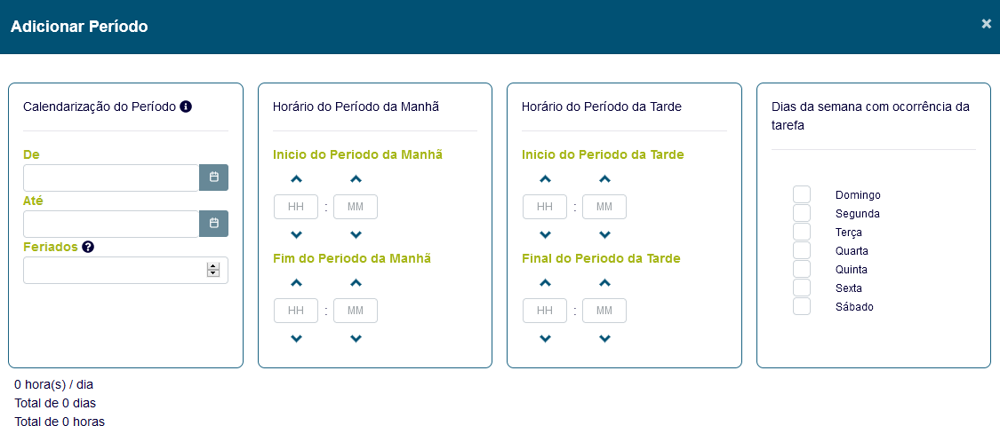 Adicionar Período
×
Calendarização do Período
De
Até
Feriados
Horário do Período da Manhã
Inicio do Periodo da Manhã
HH : MM
Fim do Periodo da Manhã
HH : MM
Horário do Período da Tarde
Inicio do Periodo da Tarde
HH : MM
Final do Periodo da Tarde
HH : MM
Dias da semana com ocorrência da
tarefa
Domingo
Segunda
Terça
Quarta
Quinta
Sexta
Sábado
0 hora(s) / dia
Total de 0 dias
Total de 0 horas